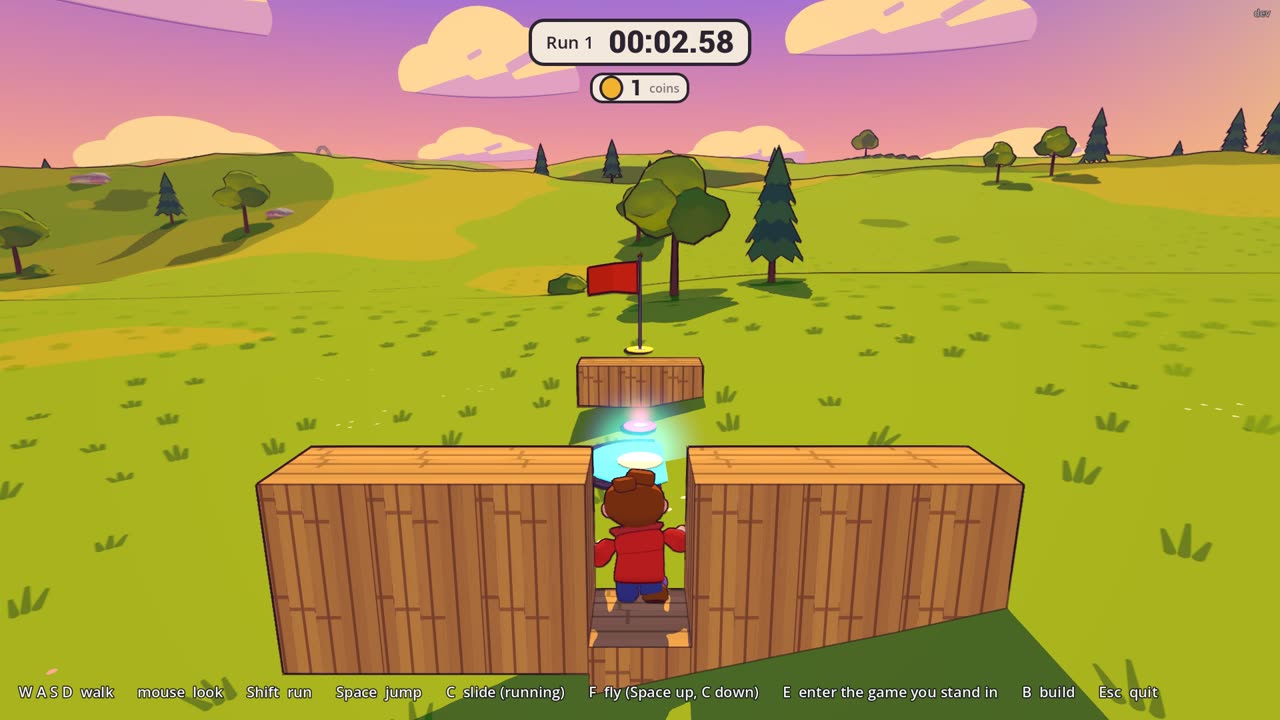 dev
Run 1 00:02.58
1 coins
W A S D walk mouse look Shift run Space jump C slide (running) F fly (Space up, C down) E enter the game you stand in B build Esc quit